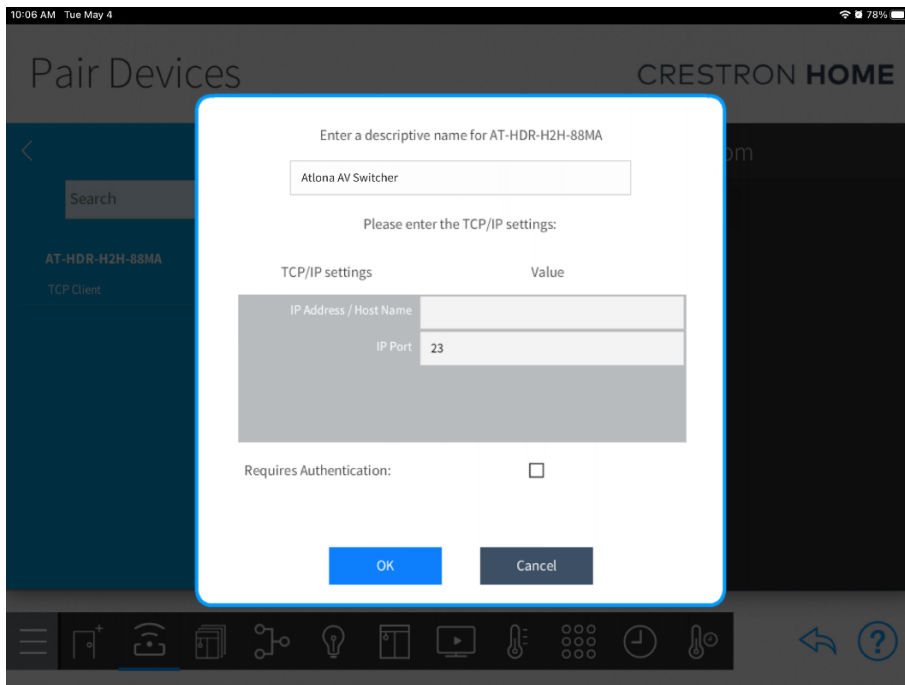 10:06 AM Tue May 4
78%
Pair Devices
CRESTRON HOME
Enter a descriptive name for AT-HDR-H2H-88MA
om
Atlona AV Switcher
Search
Please enter the TCP/IP settings:
AT-HDR-H2H-88MA
TCP Client
TCP/IP settings Value
IP Address / Host Name
IP Port 23
Requires Authentication:
OK Cancel
?